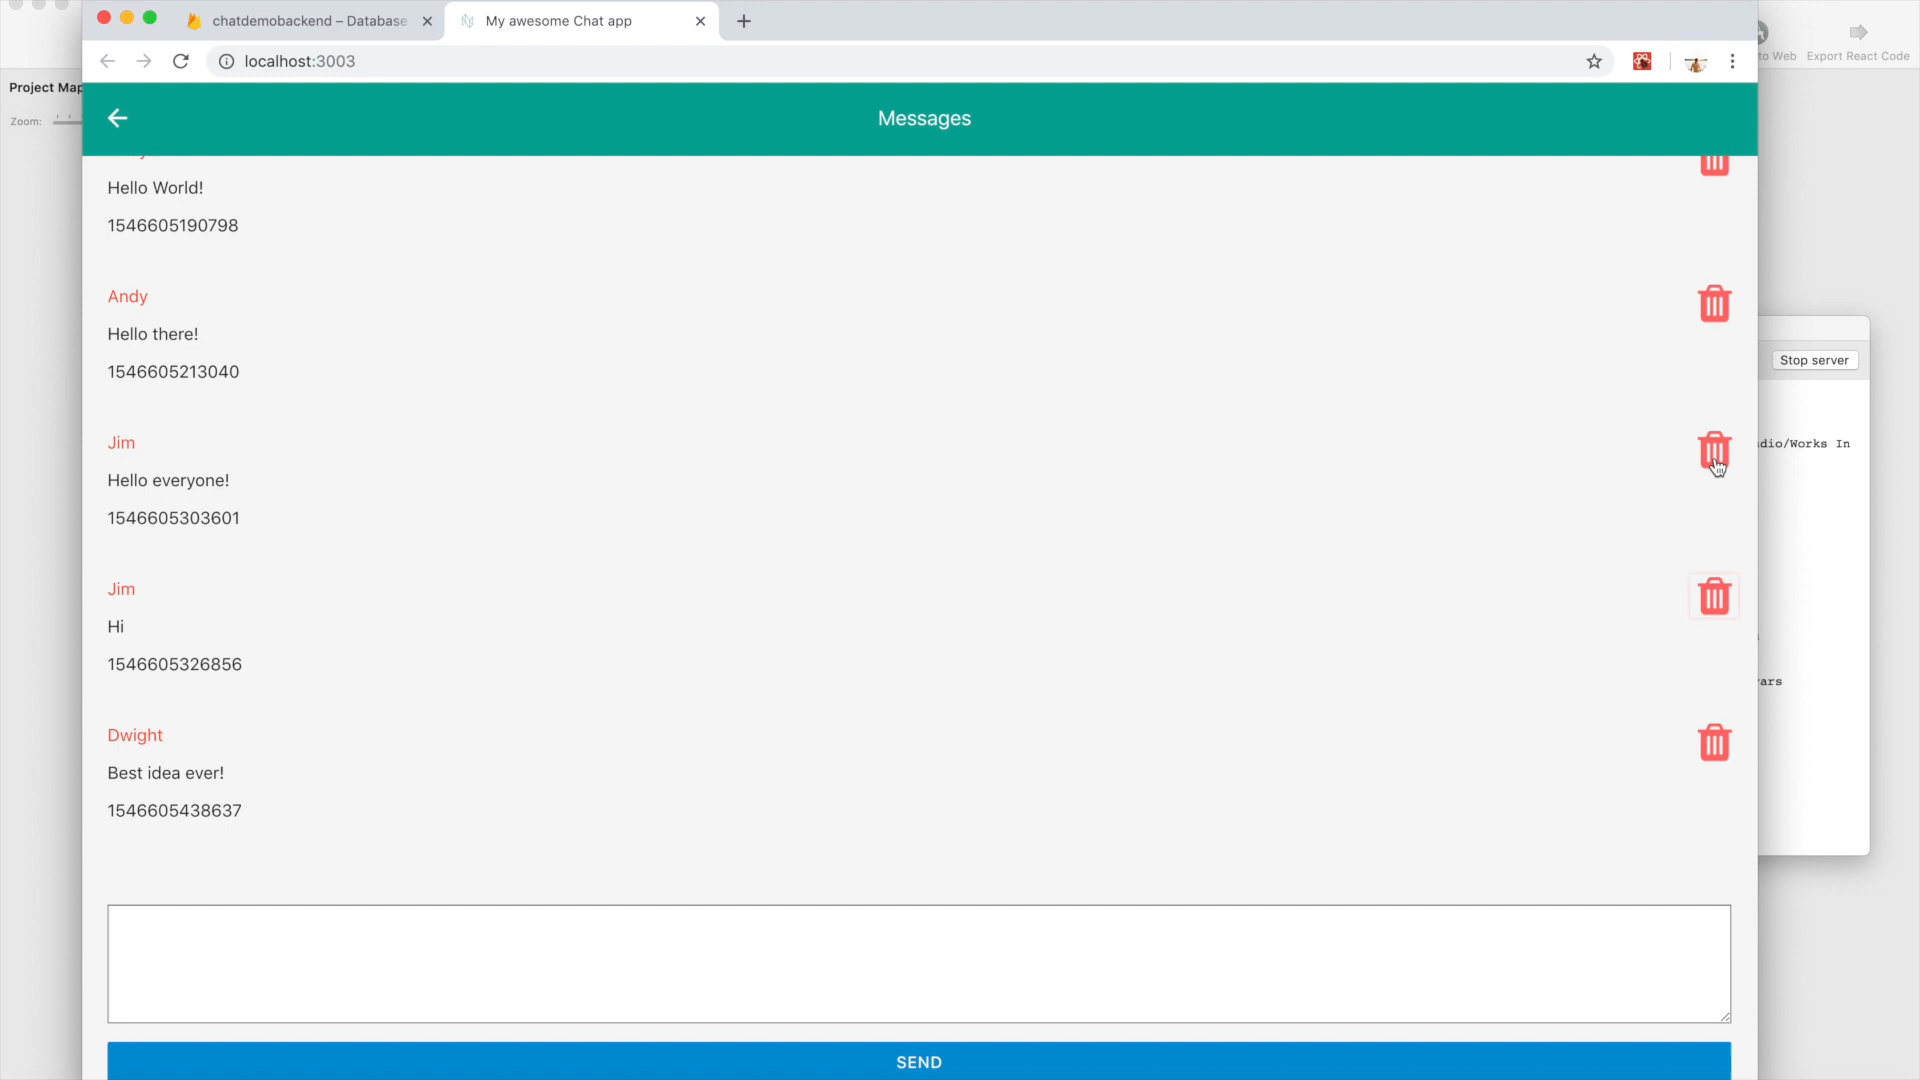 chatdemobackend – Database
My awesome Chat app
localhost:3003
to Web
Export React Code
Project Map
Zoom:
Messages
Hello World!
1546605190798
Andy
Hello there!
1546605213040
Stop server
Jim
dio/Works In
Hello everyone!
1546605303601
Jim
Hi
1546605326856
vars
Dwight
Best idea ever!
1546605438637
SEND